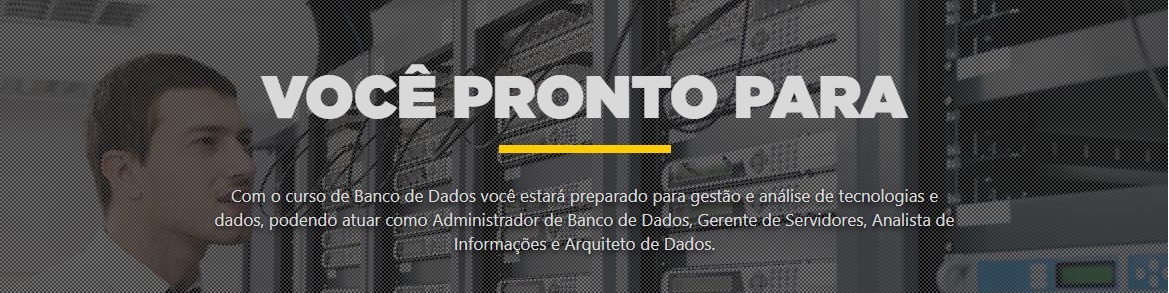 VOCÊ PRONTO PARA
Com o curso de Banco de Dados você estará preparado para gestão e análise de tecnologias e
dados, podendo atuar como Administrador de Banco de Dados, Gerente de Servidores, Analista de
Informações e Arquiteto de Dados.